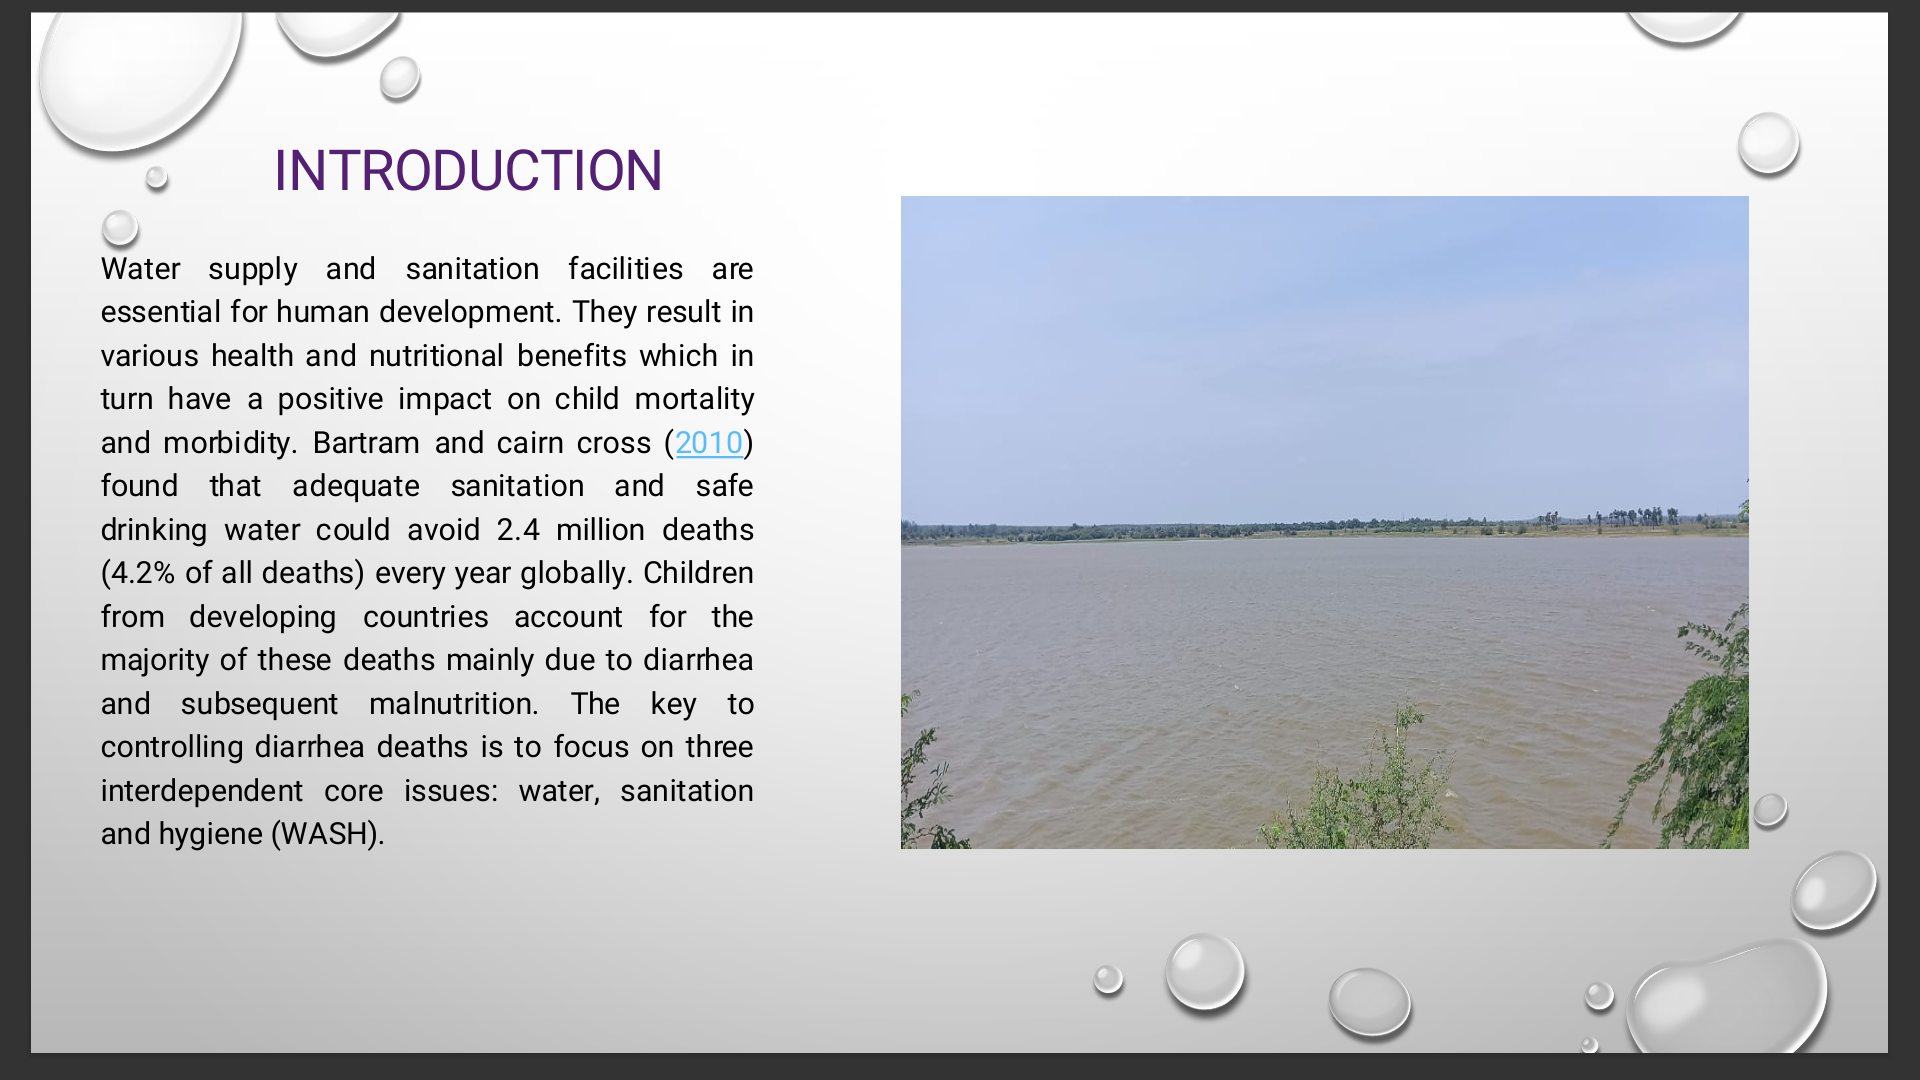 INTRODUCTION
Water supply and sanitation facilities are
essential for human development. They result in
various health and nutritional benefits which in
turn have a positive impact on child mortality
and morbidity. Bartram and cairn cross (2010)
found that adequate sanitation and safe
drinking water could avoid 2.4 million deaths
(4.2% of all deaths) every year globally. Children
from developing countries account for the
majority of these deaths mainly due to diarrhea
and subsequent malnutrition. The key to
controlling diarrhea deaths is to focus on three
interdependent core issues: water, sanitation
and hygiene (WASH).